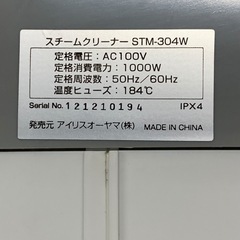 スチームクリーナー STM-304W
定格電圧：AC100V
定格消費電力：1000W
定格周波数：50Hz／60Hz
温度ヒューズ：184℃
Serial No. 121210194 IPX4
発売元 アイリスオーヤマ(株) MADE IN CHINA